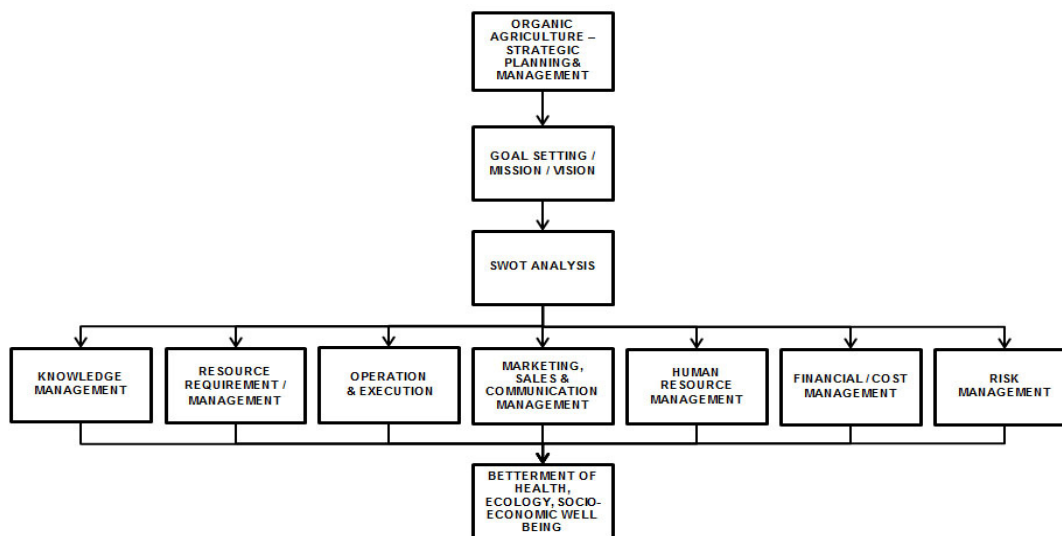 ORGANIC
AGRICULTURE –
STRATEGIC
PLANNING &
MANAGEMENT
GOAL SETTING /
MISSION / VISION
SWOT ANALYSIS
KNOWLEDGE
MANAGEMENT
RESOURCE
REQUIREMENT /
MANAGEMENT
OPERATION
& EXECUTION
MARKETING,
SALES &
COMMUNICATION
MANAGEMENT
HUMAN
RESOURCE
MANAGEMENT
FINANCIAL / COST
MANAGEMENT
RISK
MANAGEMENT
BETTERMENT OF
HEALTH,
ECOLOGY, SOCIO-
ECONOMIC WELL
BEING